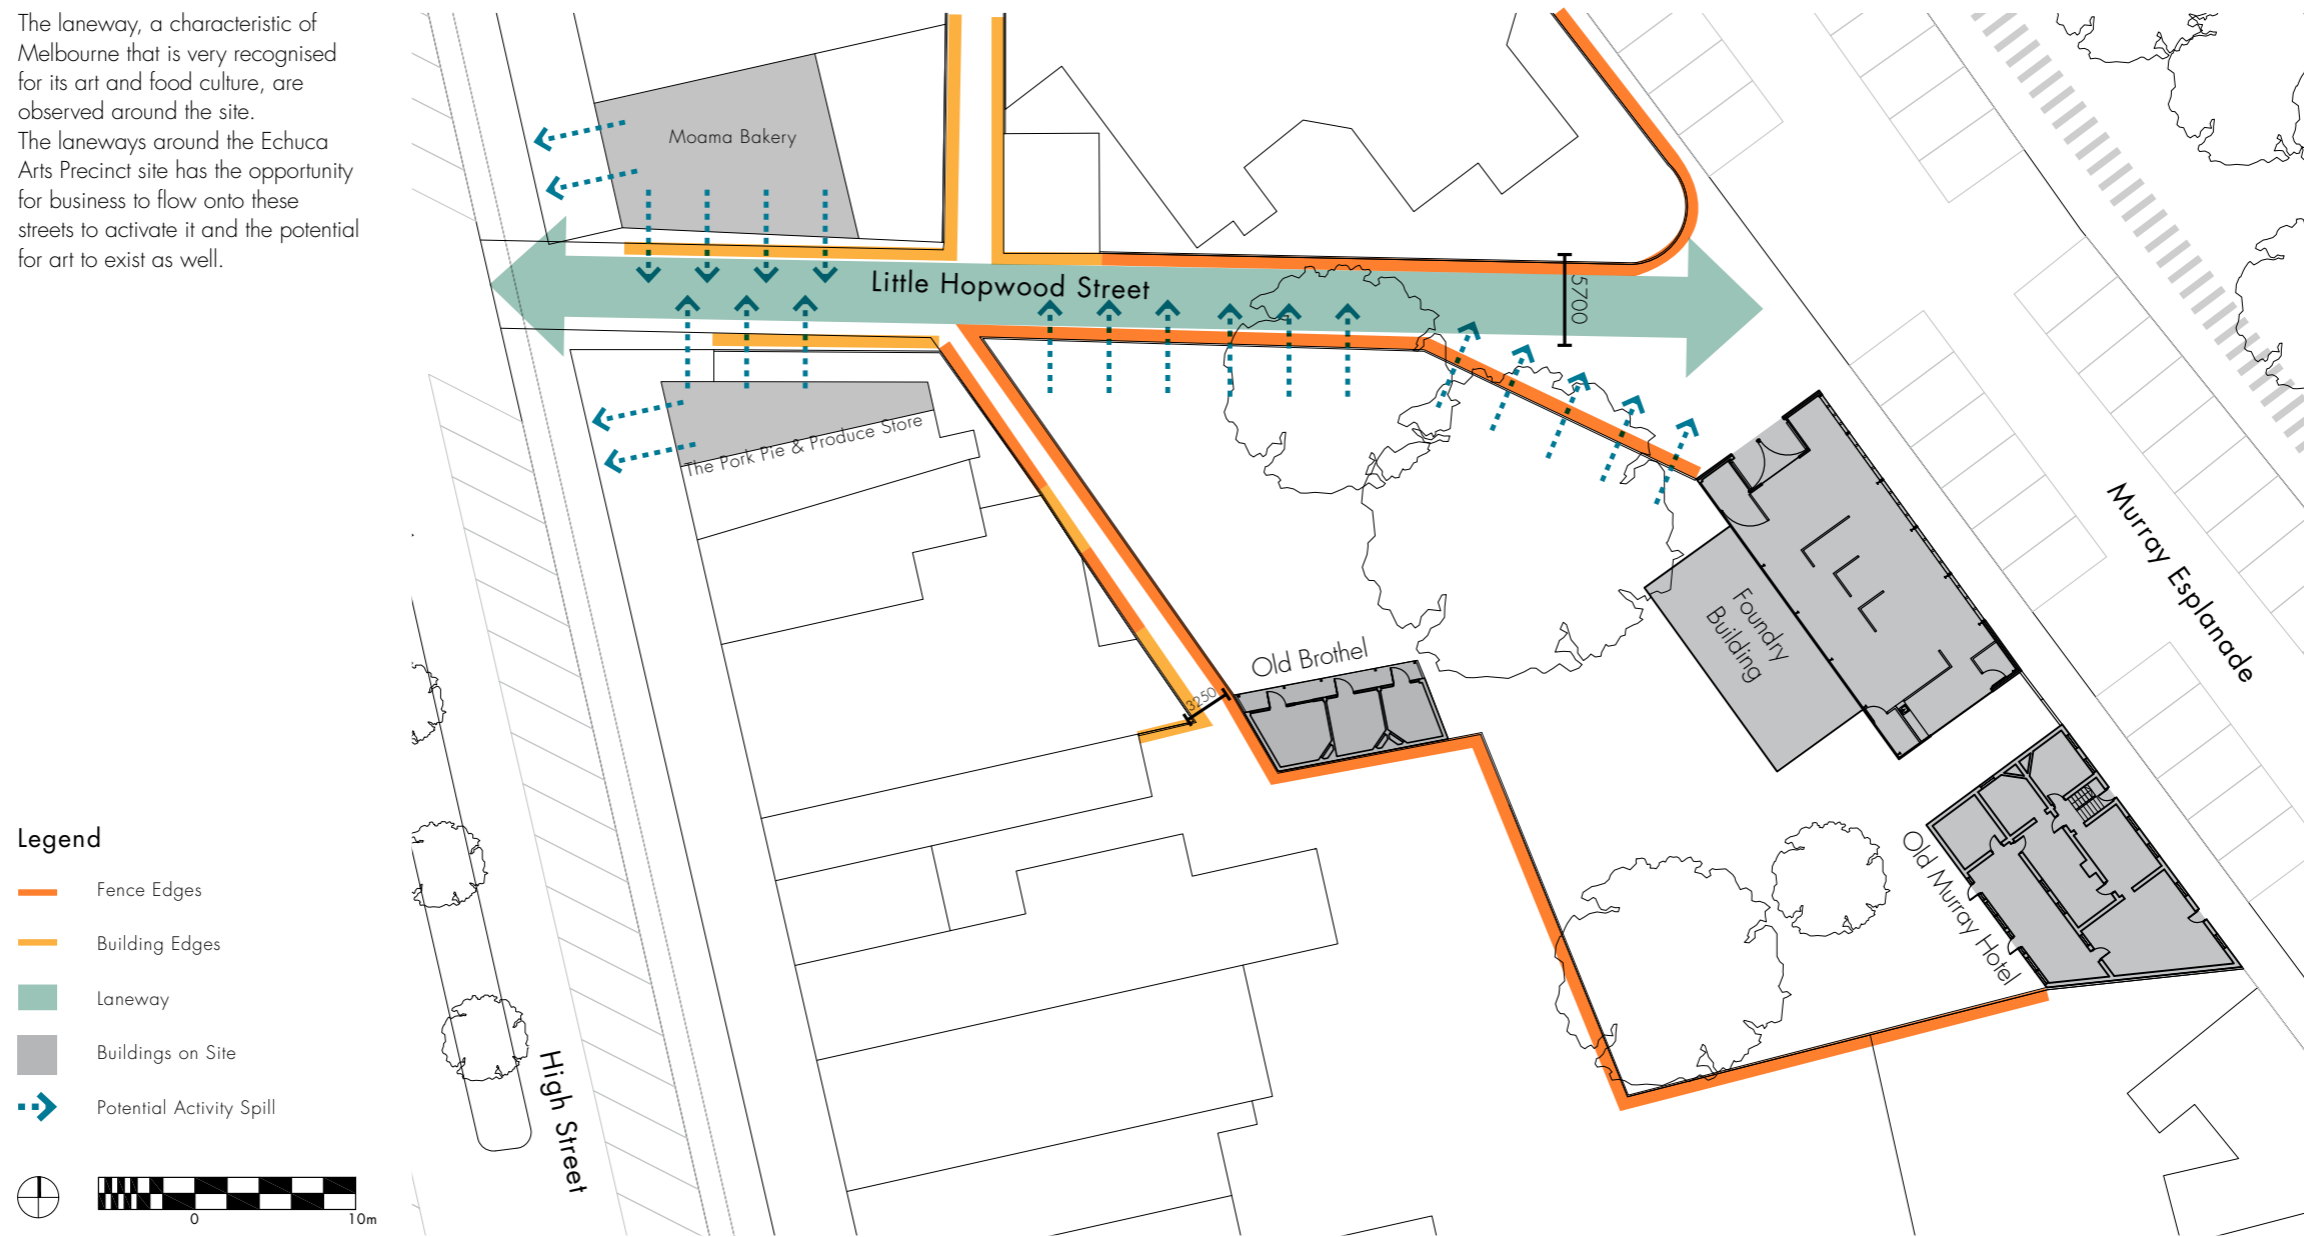 The laneway, a characteristic of
Melbourne that is very recognised
for its art and food culture, are
observed around the site.
The laneways around the Echuca
Arts Precinct site has the opportunity
for business to flow onto these
streets to activate it and the potential
for art to exist as well.
Moama Bakery
Little Hopwood Street
5700
The Pork Pie & Produce Store
Murray Esplanade
Foundry
Building
Old Brothel
3250
Old Murray Hotel
High Street
Legend
Fence Edges
Building Edges
Laneway
Buildings on Site
Potential Activity Spill
0
10m